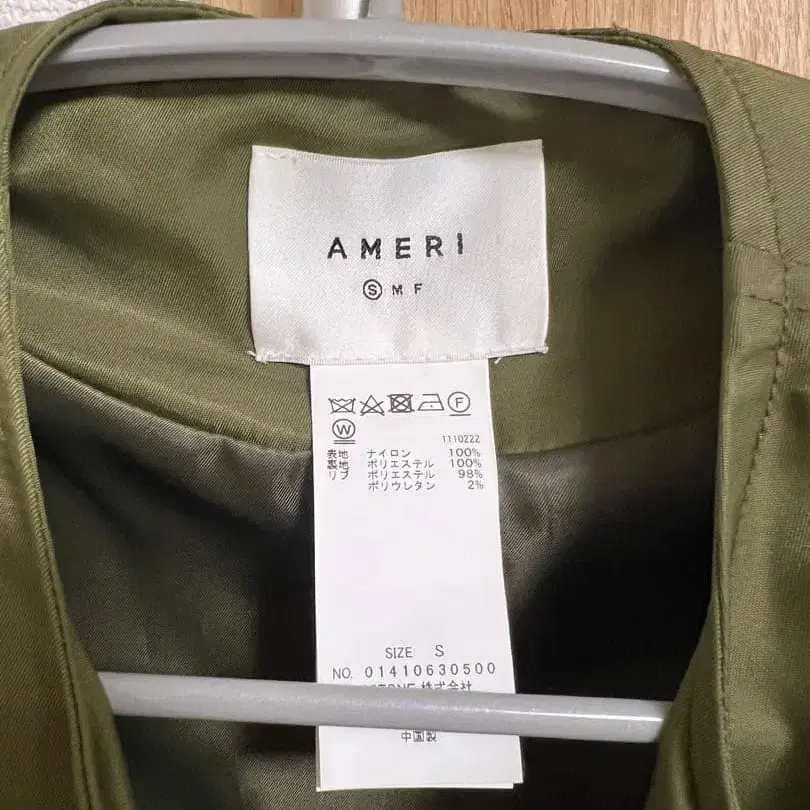 AMERI
Ⓢ M F
Ⓕ
Ⓦ
1110222
表地 ナイロン 100%
裏地 ポリエステル 100%
リブ ポリエステル 98%
ポリウレタン 2%
SIZE S
NO. 01410630500
株式会社
中国製